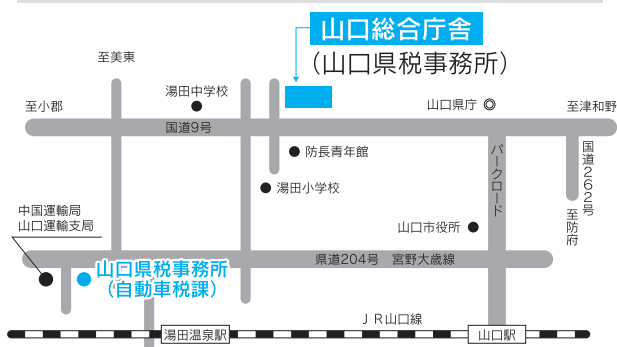 山口総合庁舎
（山口県税事務所）
至美東
湯田中学校
山口県庁
至小郡
至津和野
国道9号
防長青年館
パークロード
国道262号
湯田小学校
中国運輸局
山口運輸支局
山口市役所
至防府
山口県税事務所
（自動車税課）
県道204号 宮野大歳線
ＪＲ山口線
湯田温泉駅
山口駅